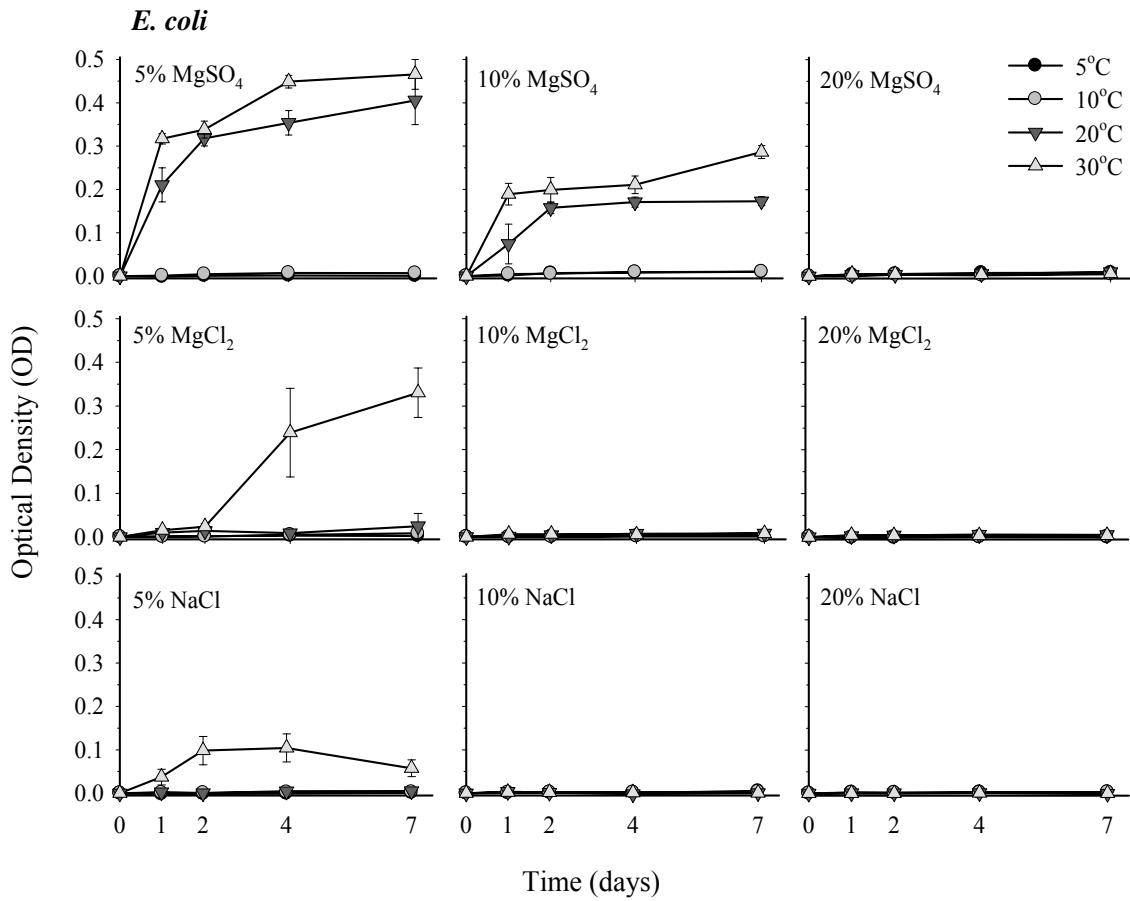 E. coli
0.5
0.4
0.3
0.2
0.1
0.0
5% MgSO₄
10% MgSO₄
20% MgSO₄
5°C
10°C
20°C
30°C
0.5
0.4
0.3
0.2
0.1
0.0
5% MgCl₂
10% MgCl₂
20% MgCl₂
Optical Density (OD)
0.5
0.4
0.3
0.2
0.1
0.0
5% NaCl
10% NaCl
20% NaCl
0 1 2 4 7
0 1 2 4 7
0 1 2 4 7
Time (days)